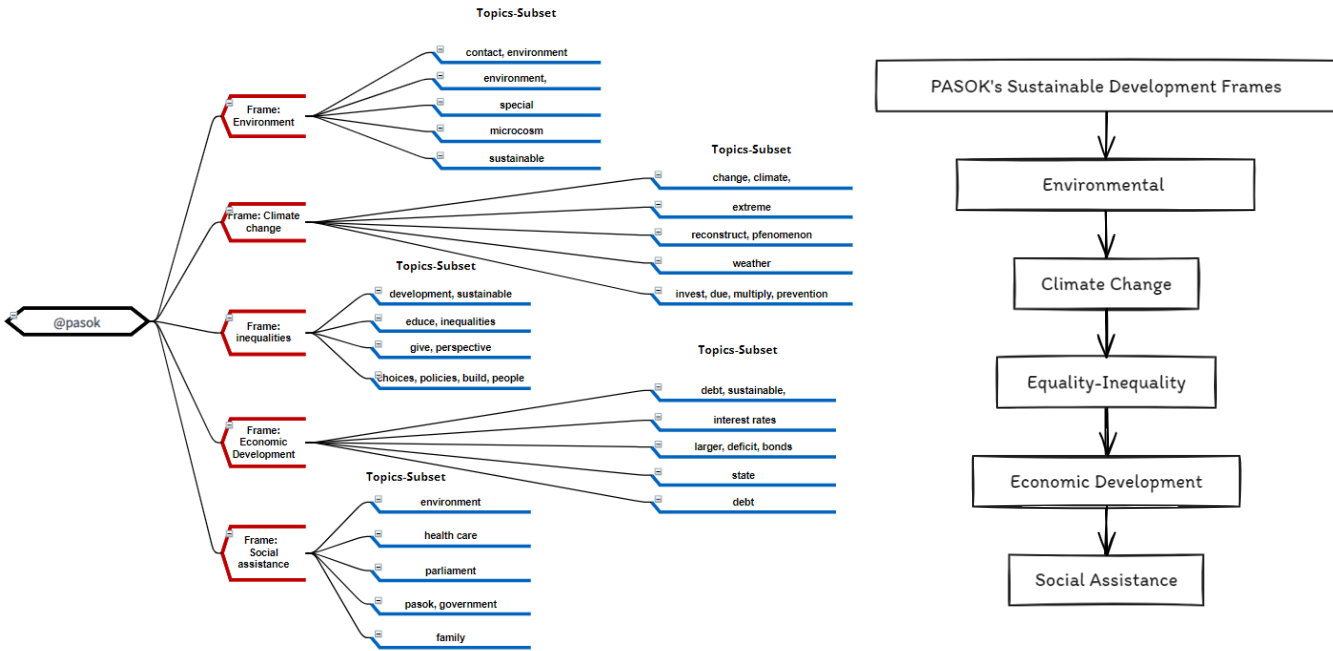 Topics-Subset
contact, environment
environment,
special
microcosm
sustainable
Frame:
Environment
Topics-Subset
change, climate,
extreme
reconstruct, pfenomenon
weather
invest, due, multiply, prevention
Frame: Climate
change
Topics-Subset
development, sustainable
educe, inequalities
give, perspective
choices, policies, build, people
@pasok
Frame:
inequalities
Topics-Subset
debt, sustainable,
interest rates
larger, deficit, bonds
state
debt
Frame:
Economic
Development
Topics-Subset
environment
health care
parliament
pasok, government
family
Frame:
Social
assistance
PASOK's Sustainable Development Frames
Environmental
Climate Change
Equality-Inequality
Economic Development
Social Assistance